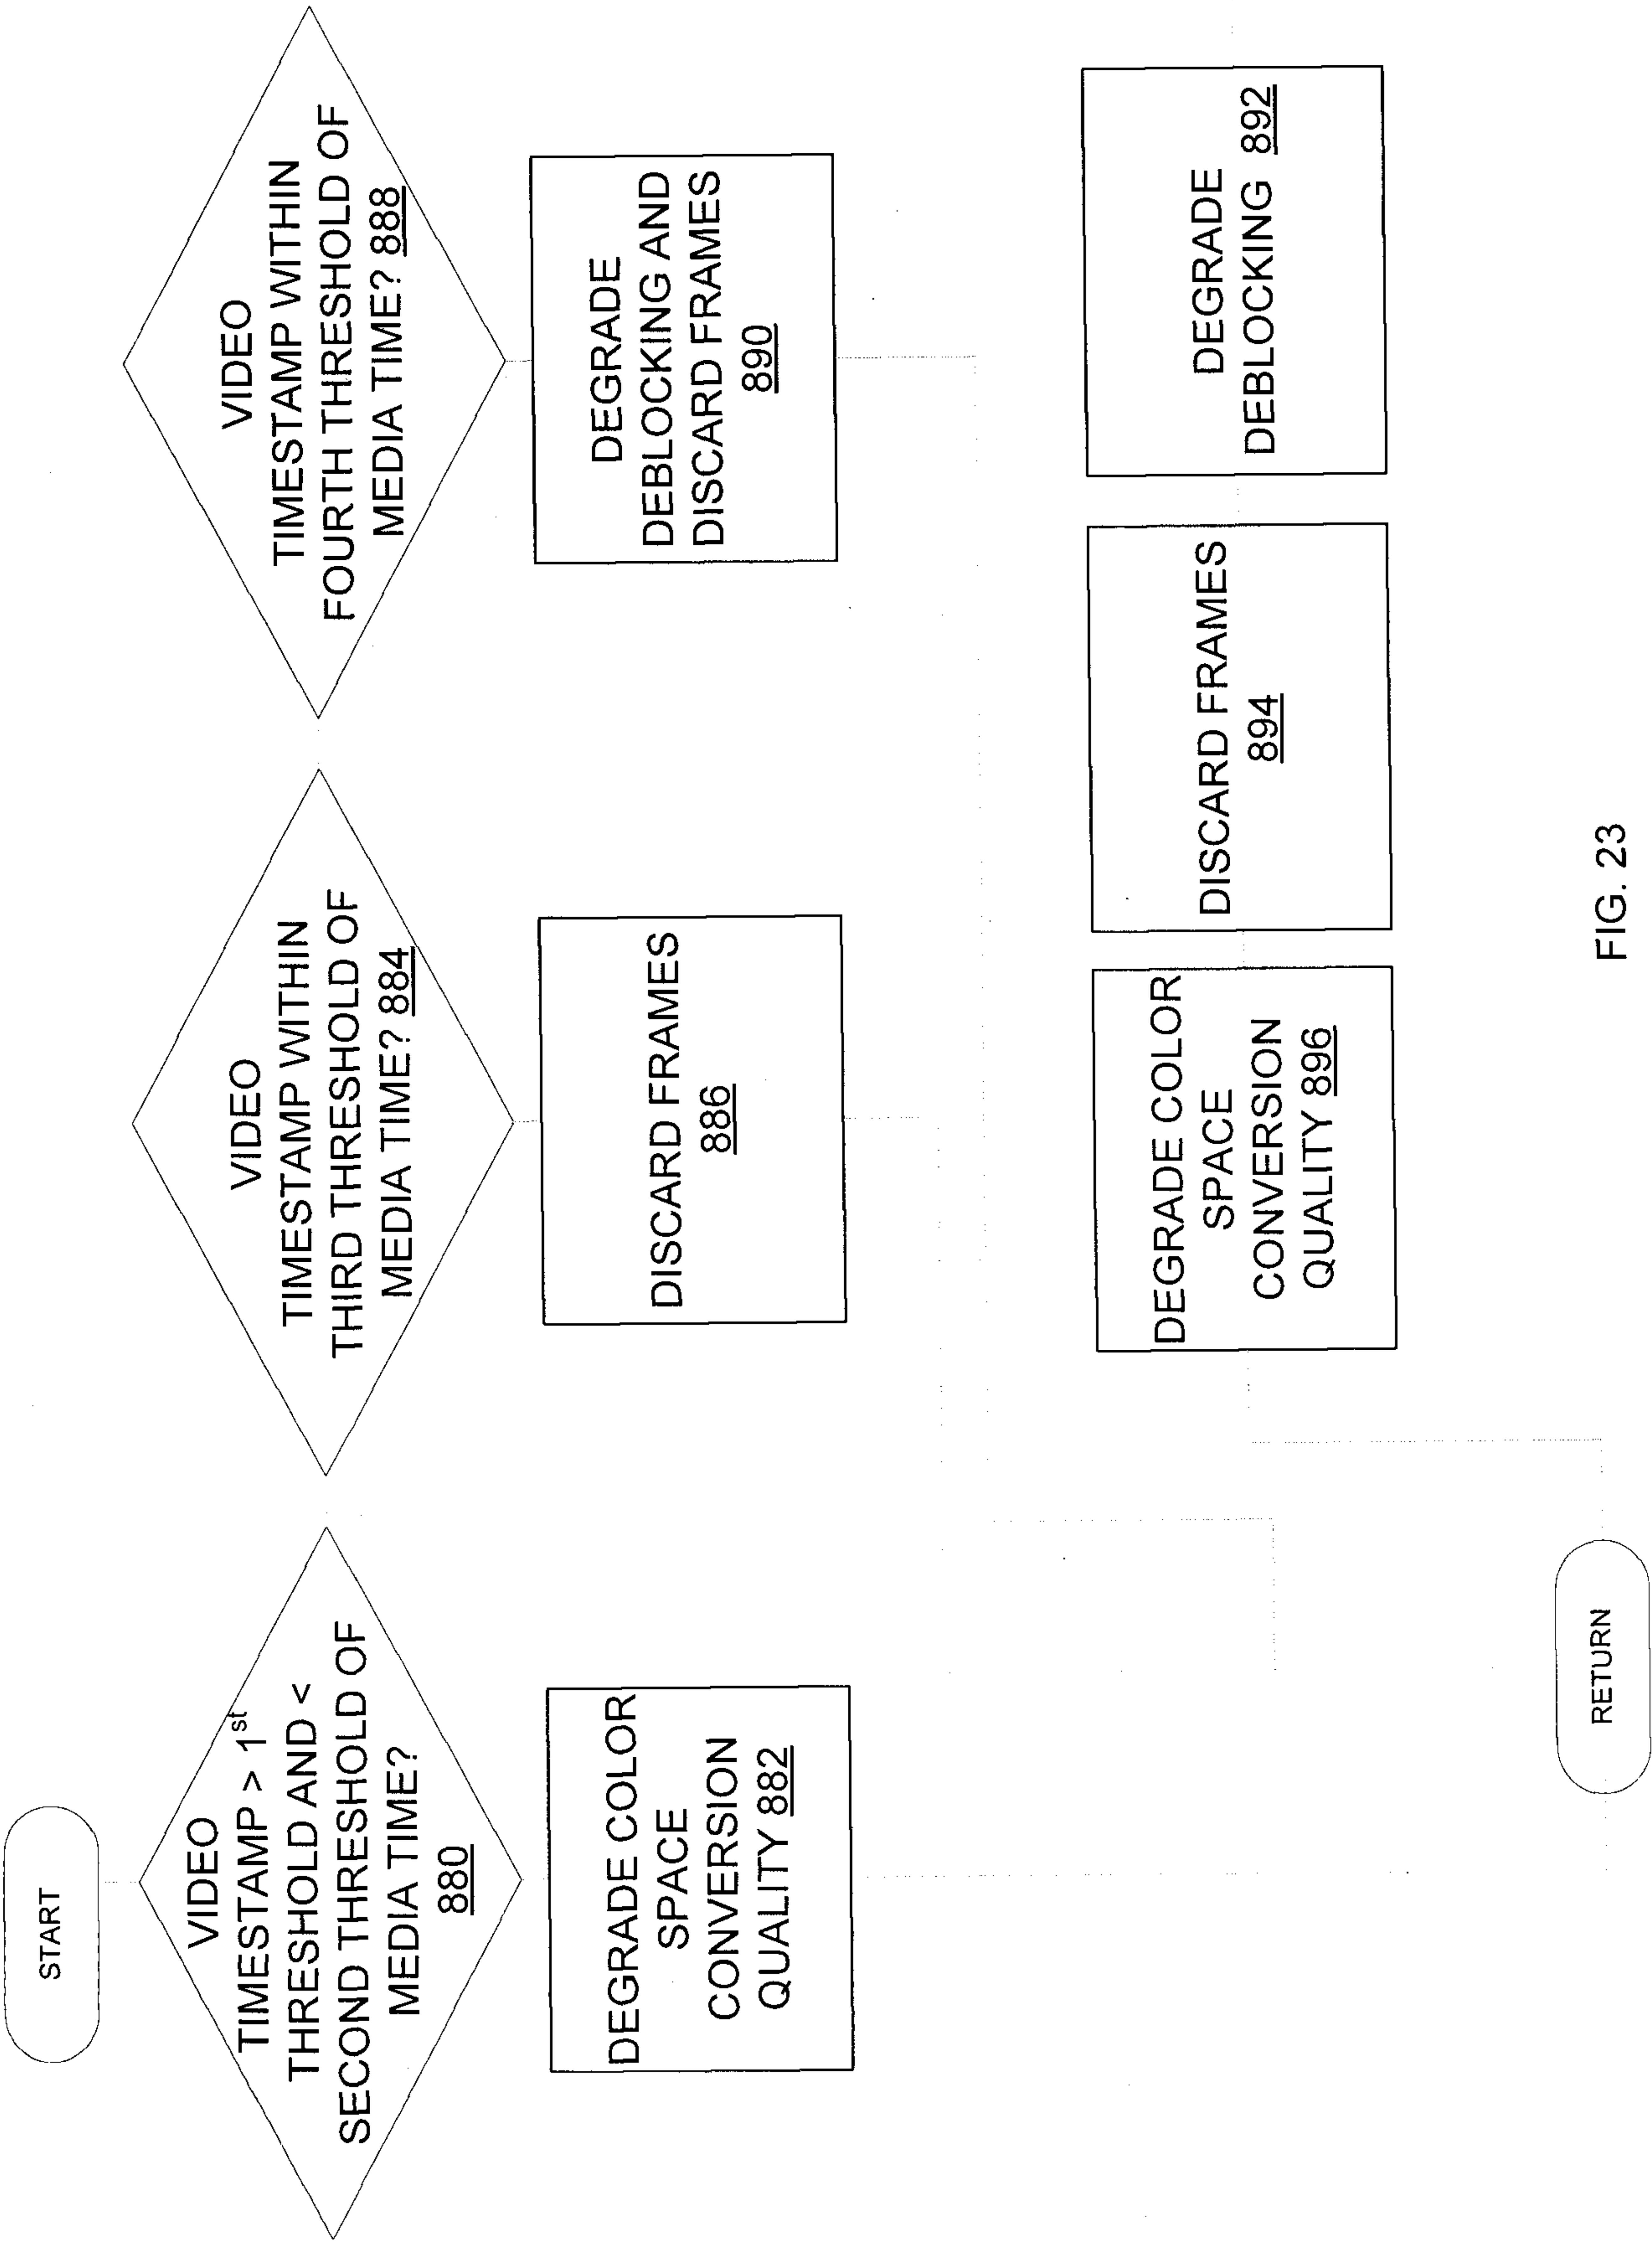 START
VIDEO
TIMESTAMP > 1st
THRESHOLD AND <
SECOND THRESHOLD OF
MEDIA TIME?
880
VIDEO
TIMESTAMP WITHIN
THIRD THRESHOLD OF
MEDIA TIME? 884
VIDEO
TIMESTAMP WITHIN
FOURTH THRESHOLD OF
MEDIA TIME? 888
DEGRADE COLOR
SPACE
CONVERSION
QUALITY 882
DISCARD FRAMES
886
DEGRADE
DEBLOCKING AND
DISCARD FRAMES
890
DEGRADE COLOR
SPACE
CONVERSION
QUALITY 896
DISCARD FRAMES
894
DEGRADE
DEBLOCKING 892
RETURN
FIG. 23